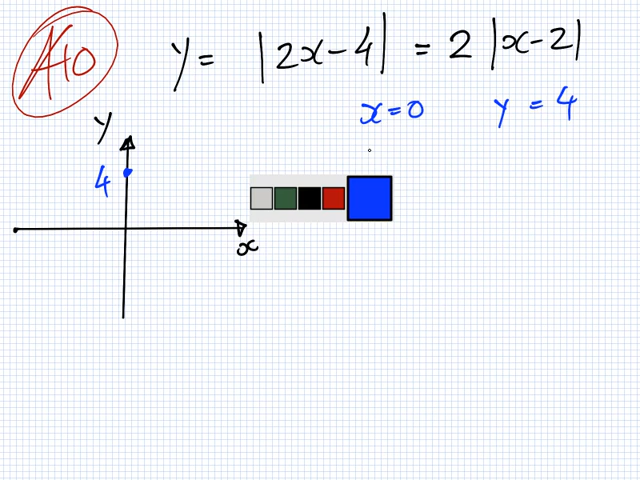 A10
y = |2x-4| = 2|x-2|
x=0 y = 4
y
4
x